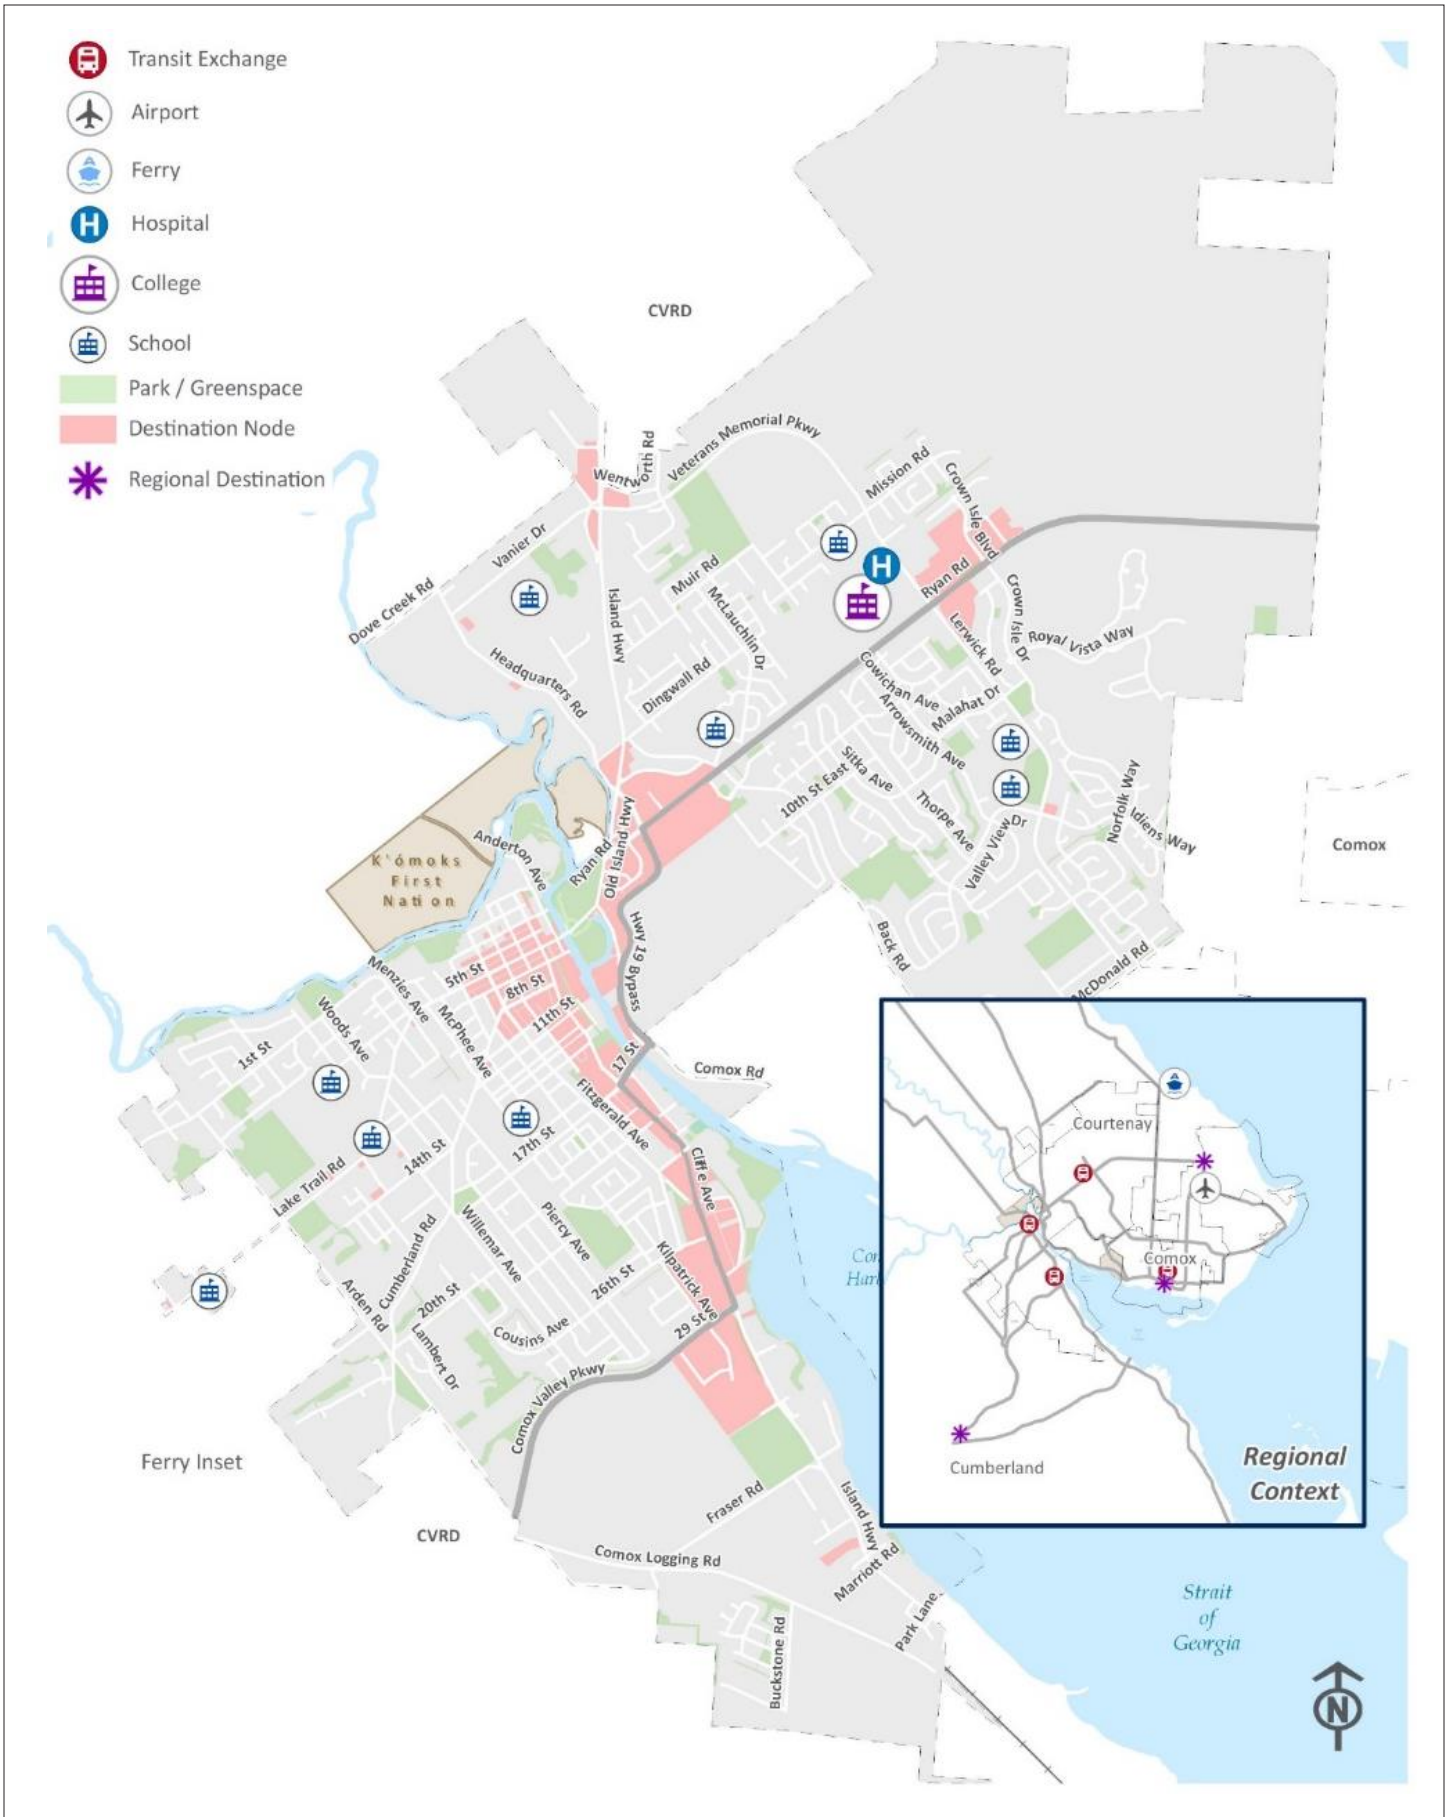 Transit Exchange
Airport
Ferry
Hospital
College
School
Park / Greenspace
Destination Node
Regional Destination
CVRD
Wentworth Rd
Veterans Memorial Pkwy
Mission Rd
Crown Isle Blvd
Vanier Dr
Muir Rd
Ryan Rd
Dove Creek Rd
Island Hwy
McLauchlin Dr
Crown Isle Dr
Lerwick Rd
Royal Vista Way
Headquarters Rd
Dingwall Rd
Cowichan Ave
Malahat Dr
Arrowsmith Ave
Sitka Ave
10th St East
Thorpe Ave
Valley View Dr
Norfolk Way
Idiens Way
Comox
Anderton Ave
Ryan Rd
Old Island Hwy
K'ómoks
First
Nation
Hwy 19 Bypass
Back Rd
McDonald Rd
Menzies Ave
5th St
8th St
11th St
Woods Ave
McPhee Ave
1st St
17 St
Comox Rd
Fitzgerald Ave
17th St
14th St
Lake Trail Rd
Cliffe Ave
Cumberland Rd
Willemar Ave
Piercy Ave
Kilpatrick Ave
26th St
Arden Rd
20th St
Cousins Ave
29 St
Lambert Dr
Comox Valley Pkwy
Courtenay
Comox
Cumberland
Regional
Context
Ferry Inset
CVRD
Fraser Rd
Island Hwy
Comox Logging Rd
Marriott Rd
Park Lane
Buckstone Rd
Strait
of
Georgia
N